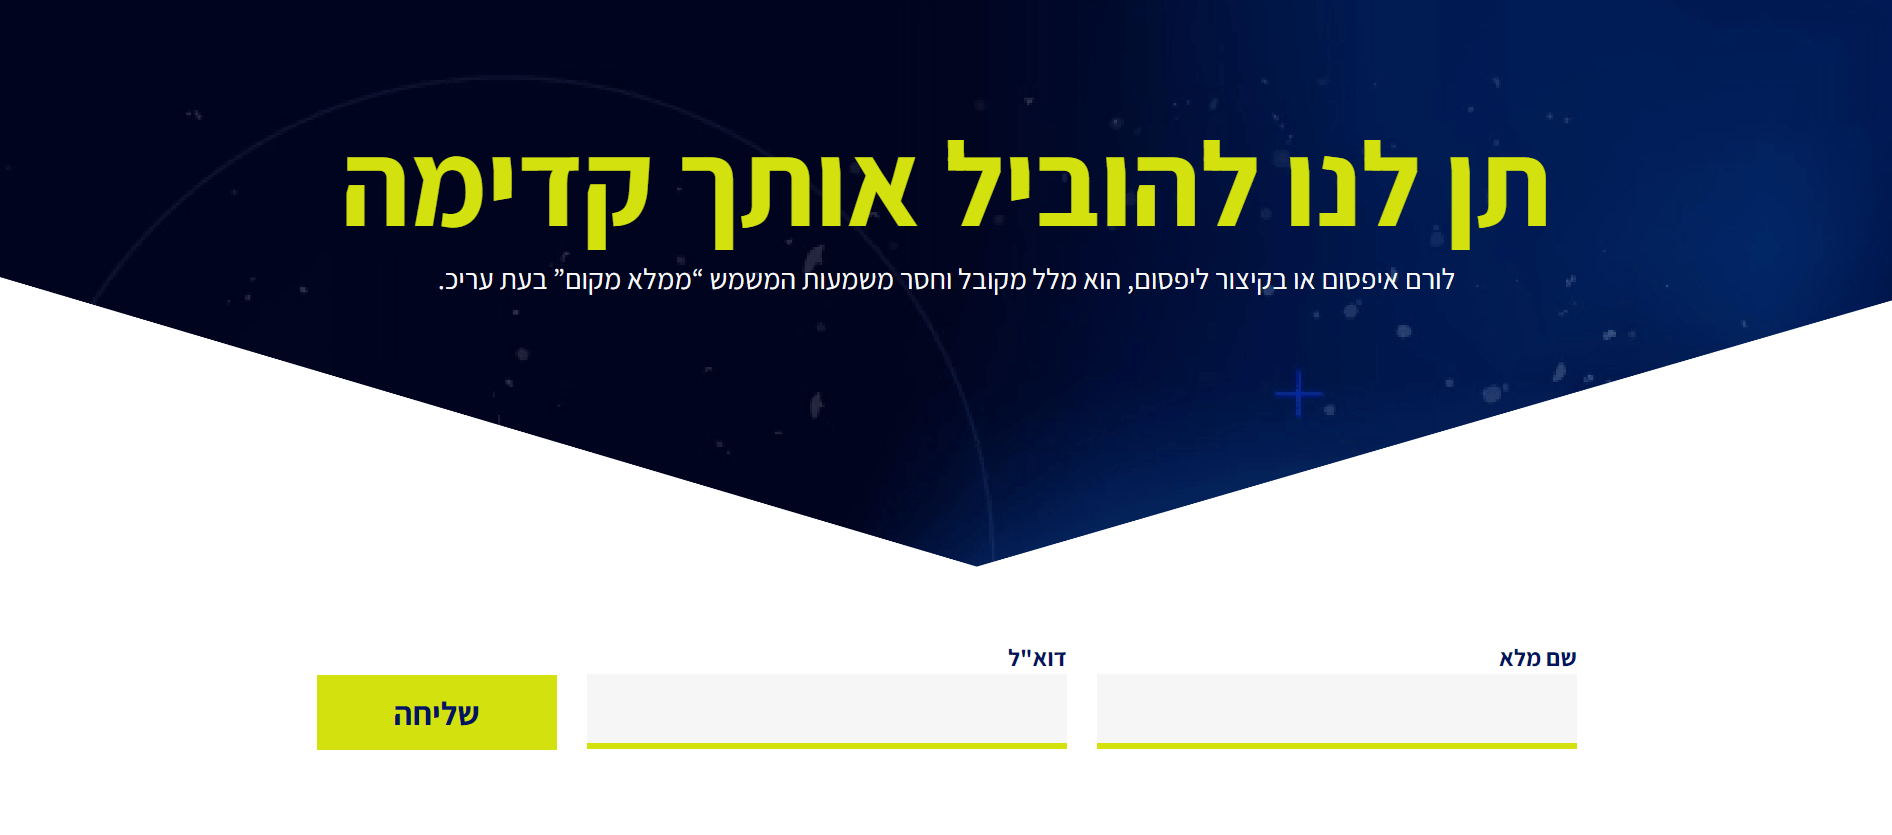 תן לנו להוביל אותך קדימה
לורם איפסום או בקיצור ליפסום, הוא מלל מקובל וחסר משמעות המשמש “ממלא מקום” בעת עריכ.
שם מלא
דוא"ל
שליחה